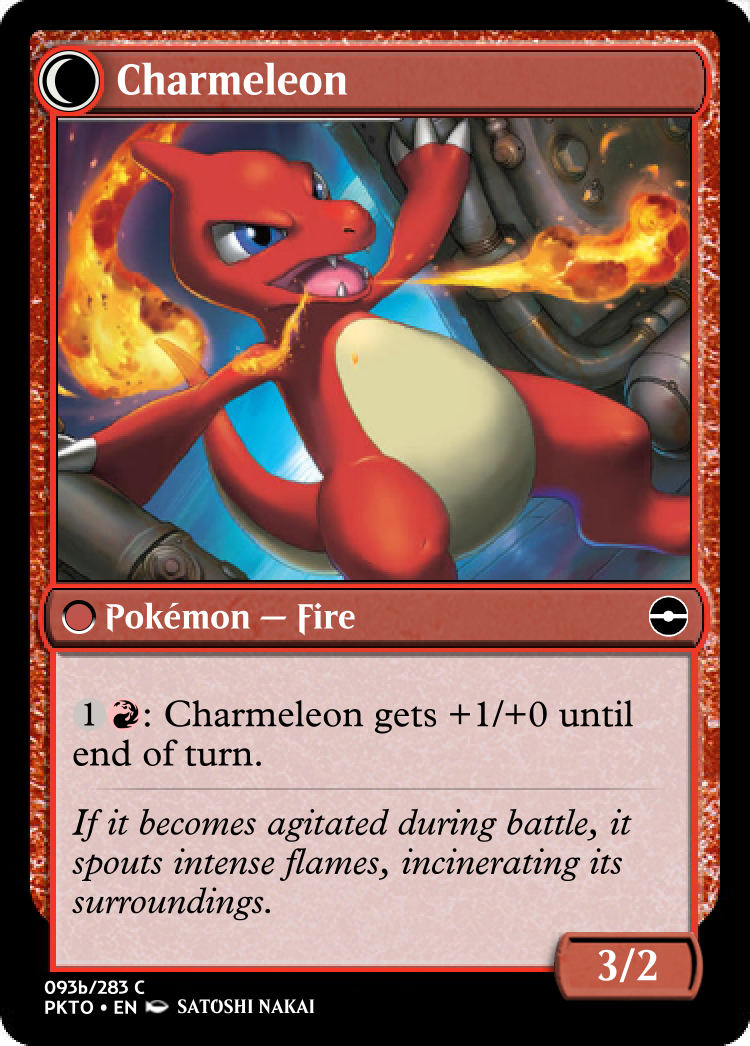 Charmeleon
Pokémon — Fire
1 : Charmeleon gets +1/+0 until
end of turn.
If it becomes agitated during battle, it
spouts intense flames, incinerating its
surroundings.
3/2
093b/283 C
PKTO • EN SATOSHI NAKAI